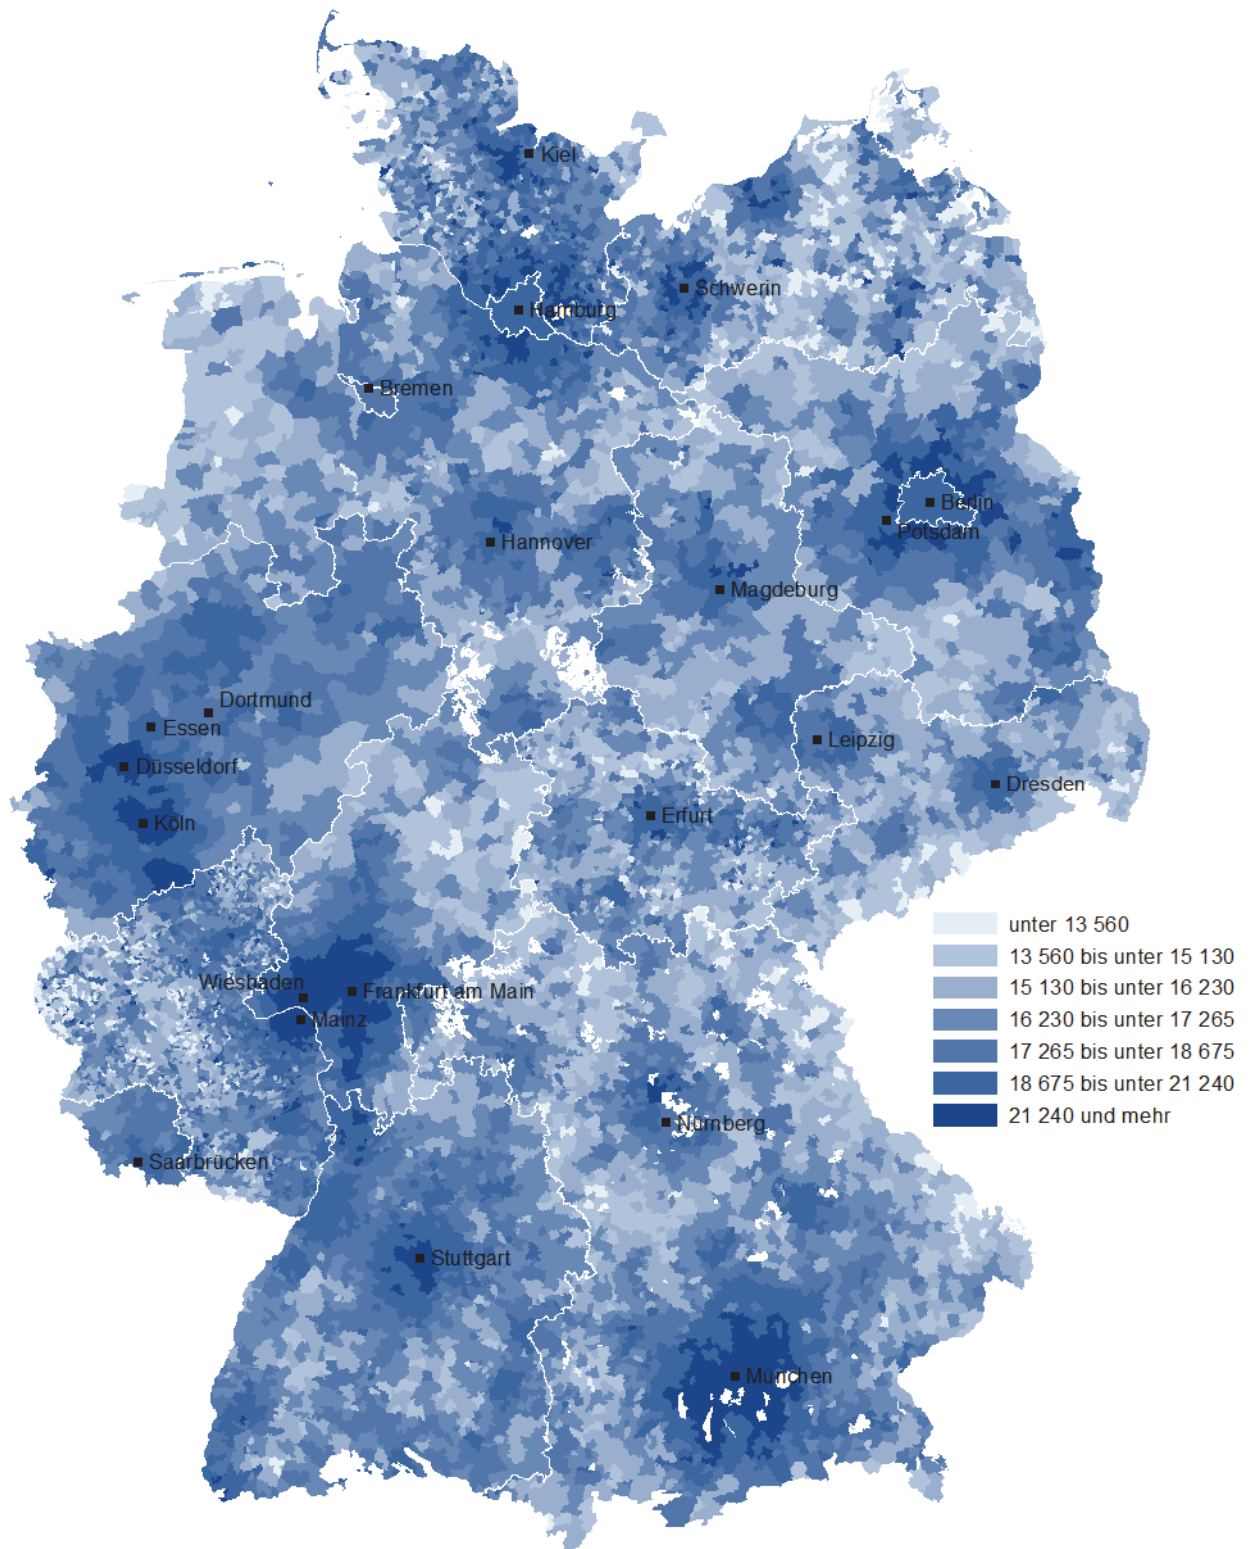 Kiel
Schwerin
Hamburg
Bremen
Berlin
Potsdam
Hannover
Magdeburg
Dortmund
Essen
Düsseldorf
Leipzig
Dresden
Köln
Erfurt
unter 13 560
13 560 bis unter 15 130
15 130 bis unter 16 230
16 230 bis unter 17 265
17 265 bis unter 18 675
18 675 bis unter 21 240
21 240 und mehr
Wiesbaden
Frankfurt am Main
Mainz
Nürnberg
Saarbrücken
Stuttgart
München